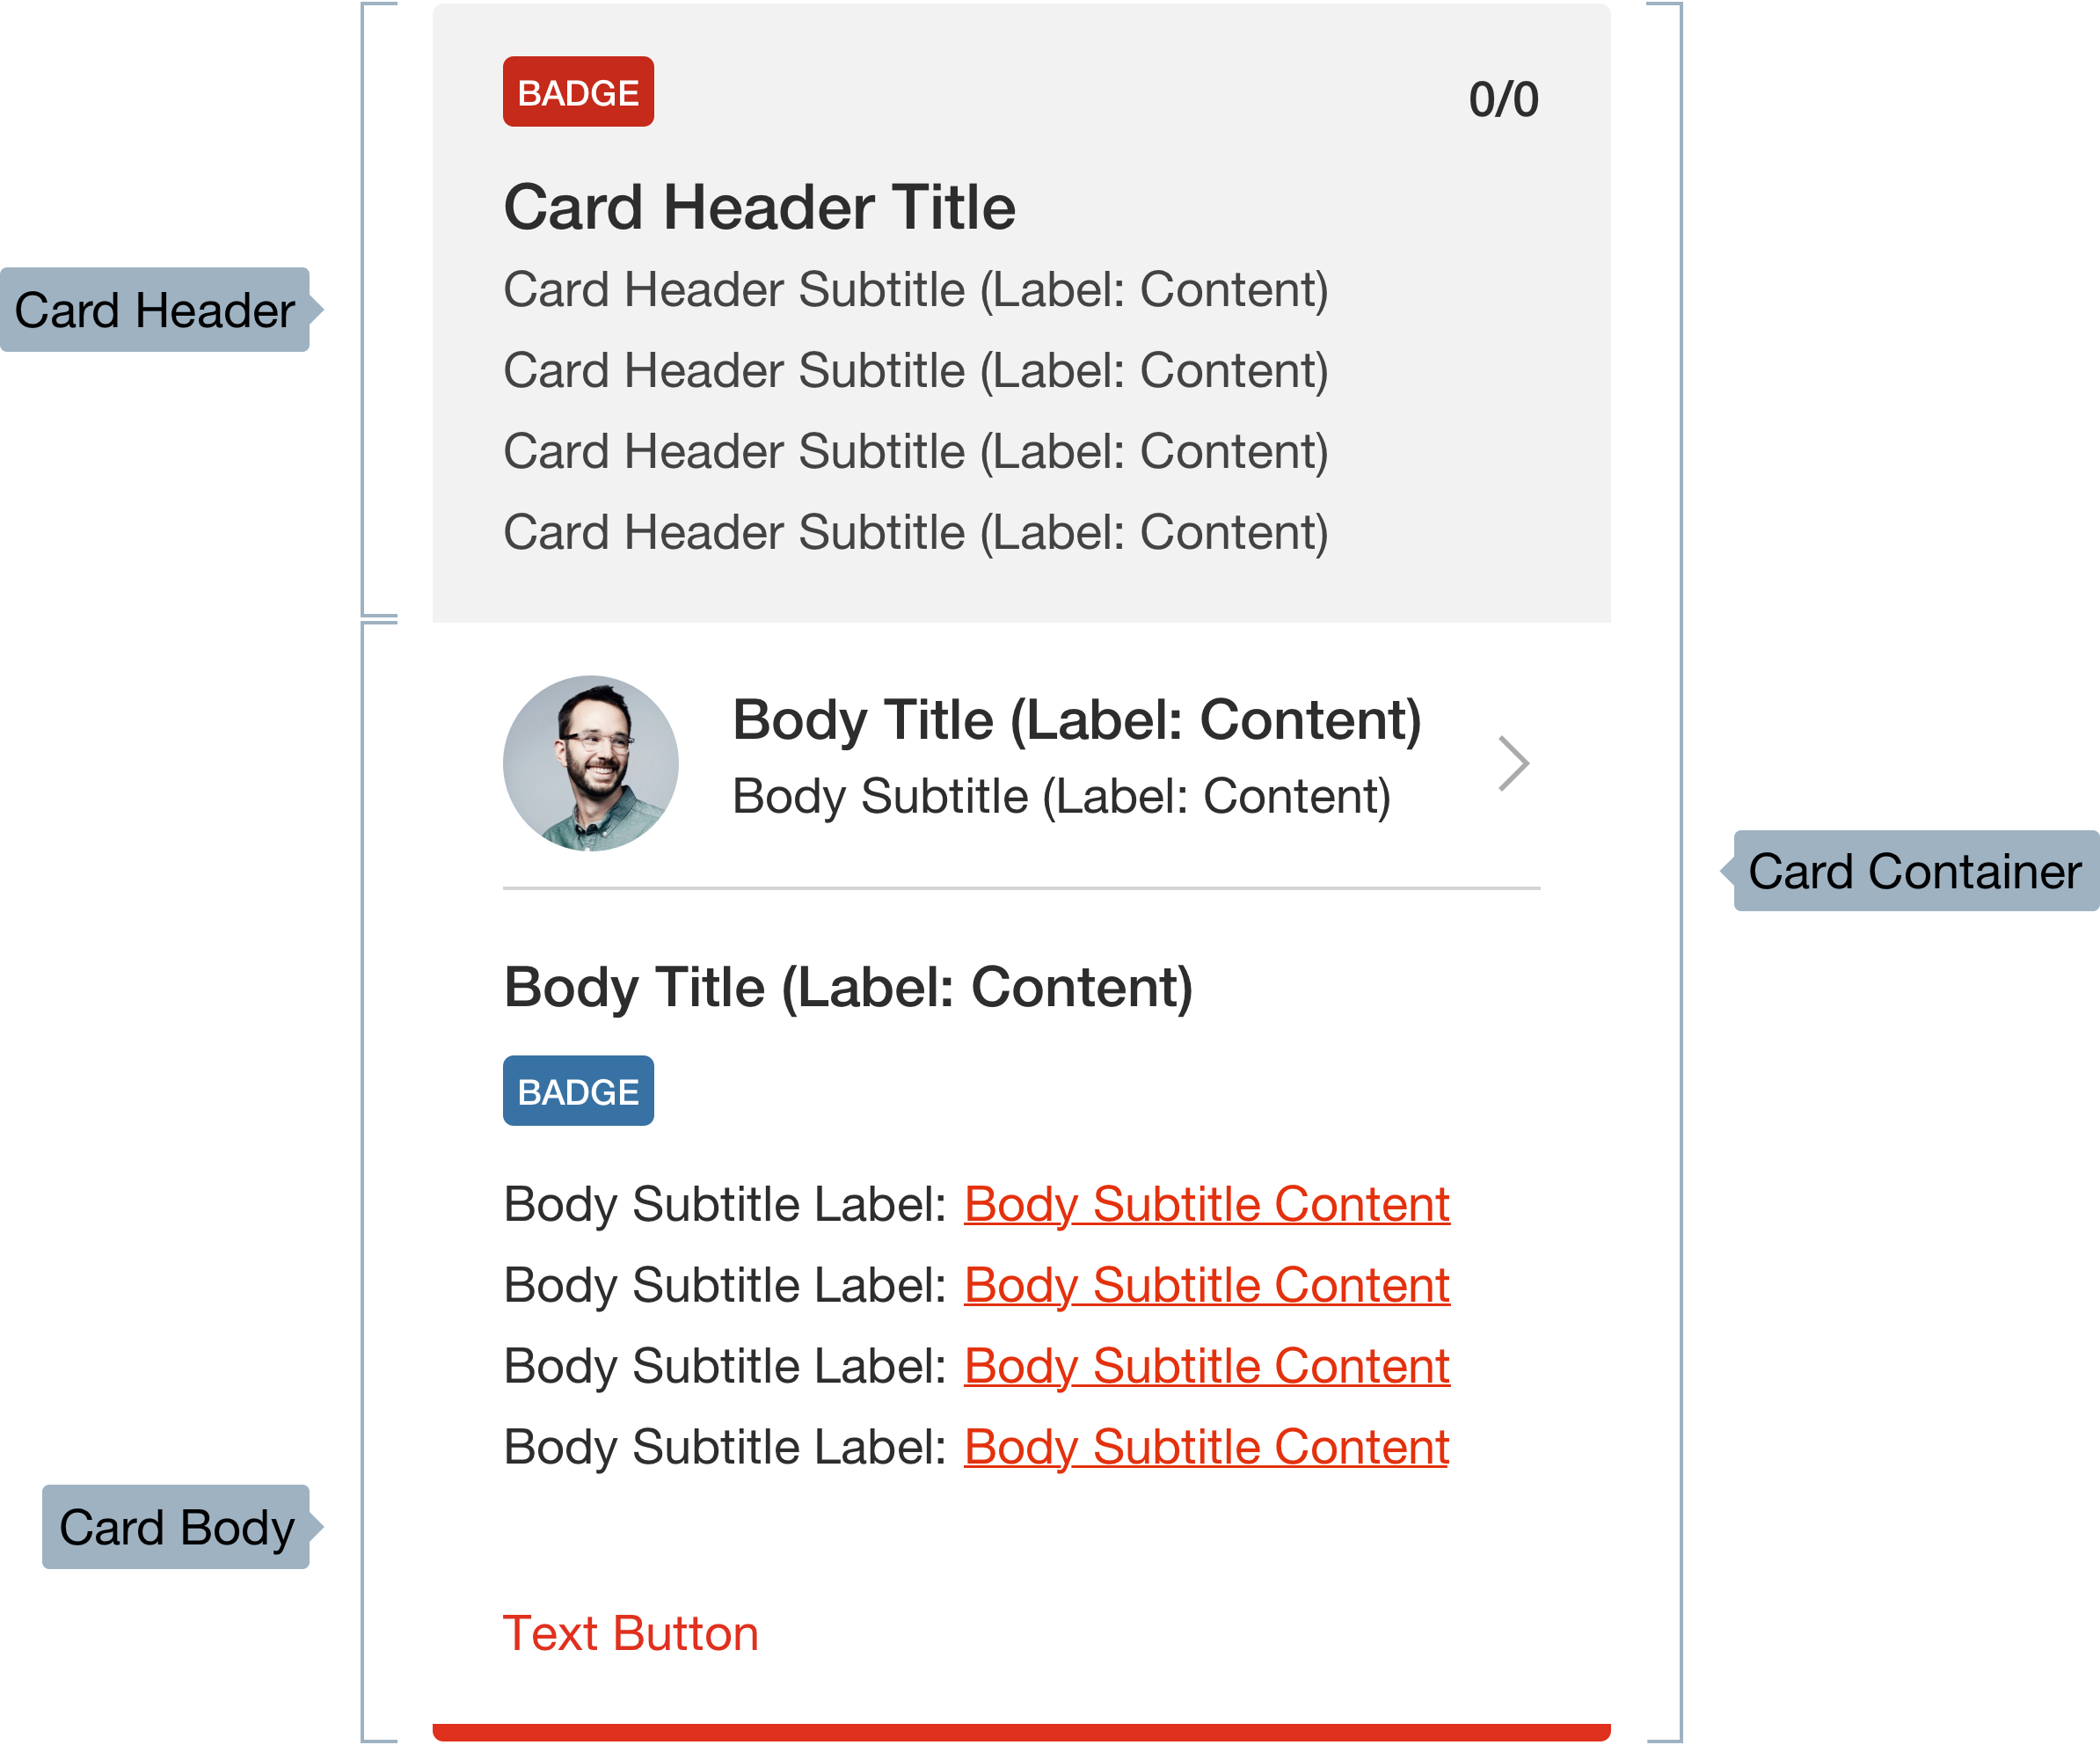 BADGE
0/0
Card Header Title
Card Header
Card Header Subtitle (Label: Content)
Card Header Subtitle (Label: Content)
Card Header Subtitle (Label: Content)
Card Header Subtitle (Label: Content)
Body Title (Label: Content)
Body Subtitle (Label: Content)
Card Container
Body Title (Label: Content)
BADGE
Body Subtitle Label: Body Subtitle Content
Body Subtitle Label: Body Subtitle Content
Body Subtitle Label: Body Subtitle Content
Body Subtitle Label: Body Subtitle Content
Card Body
Text Button